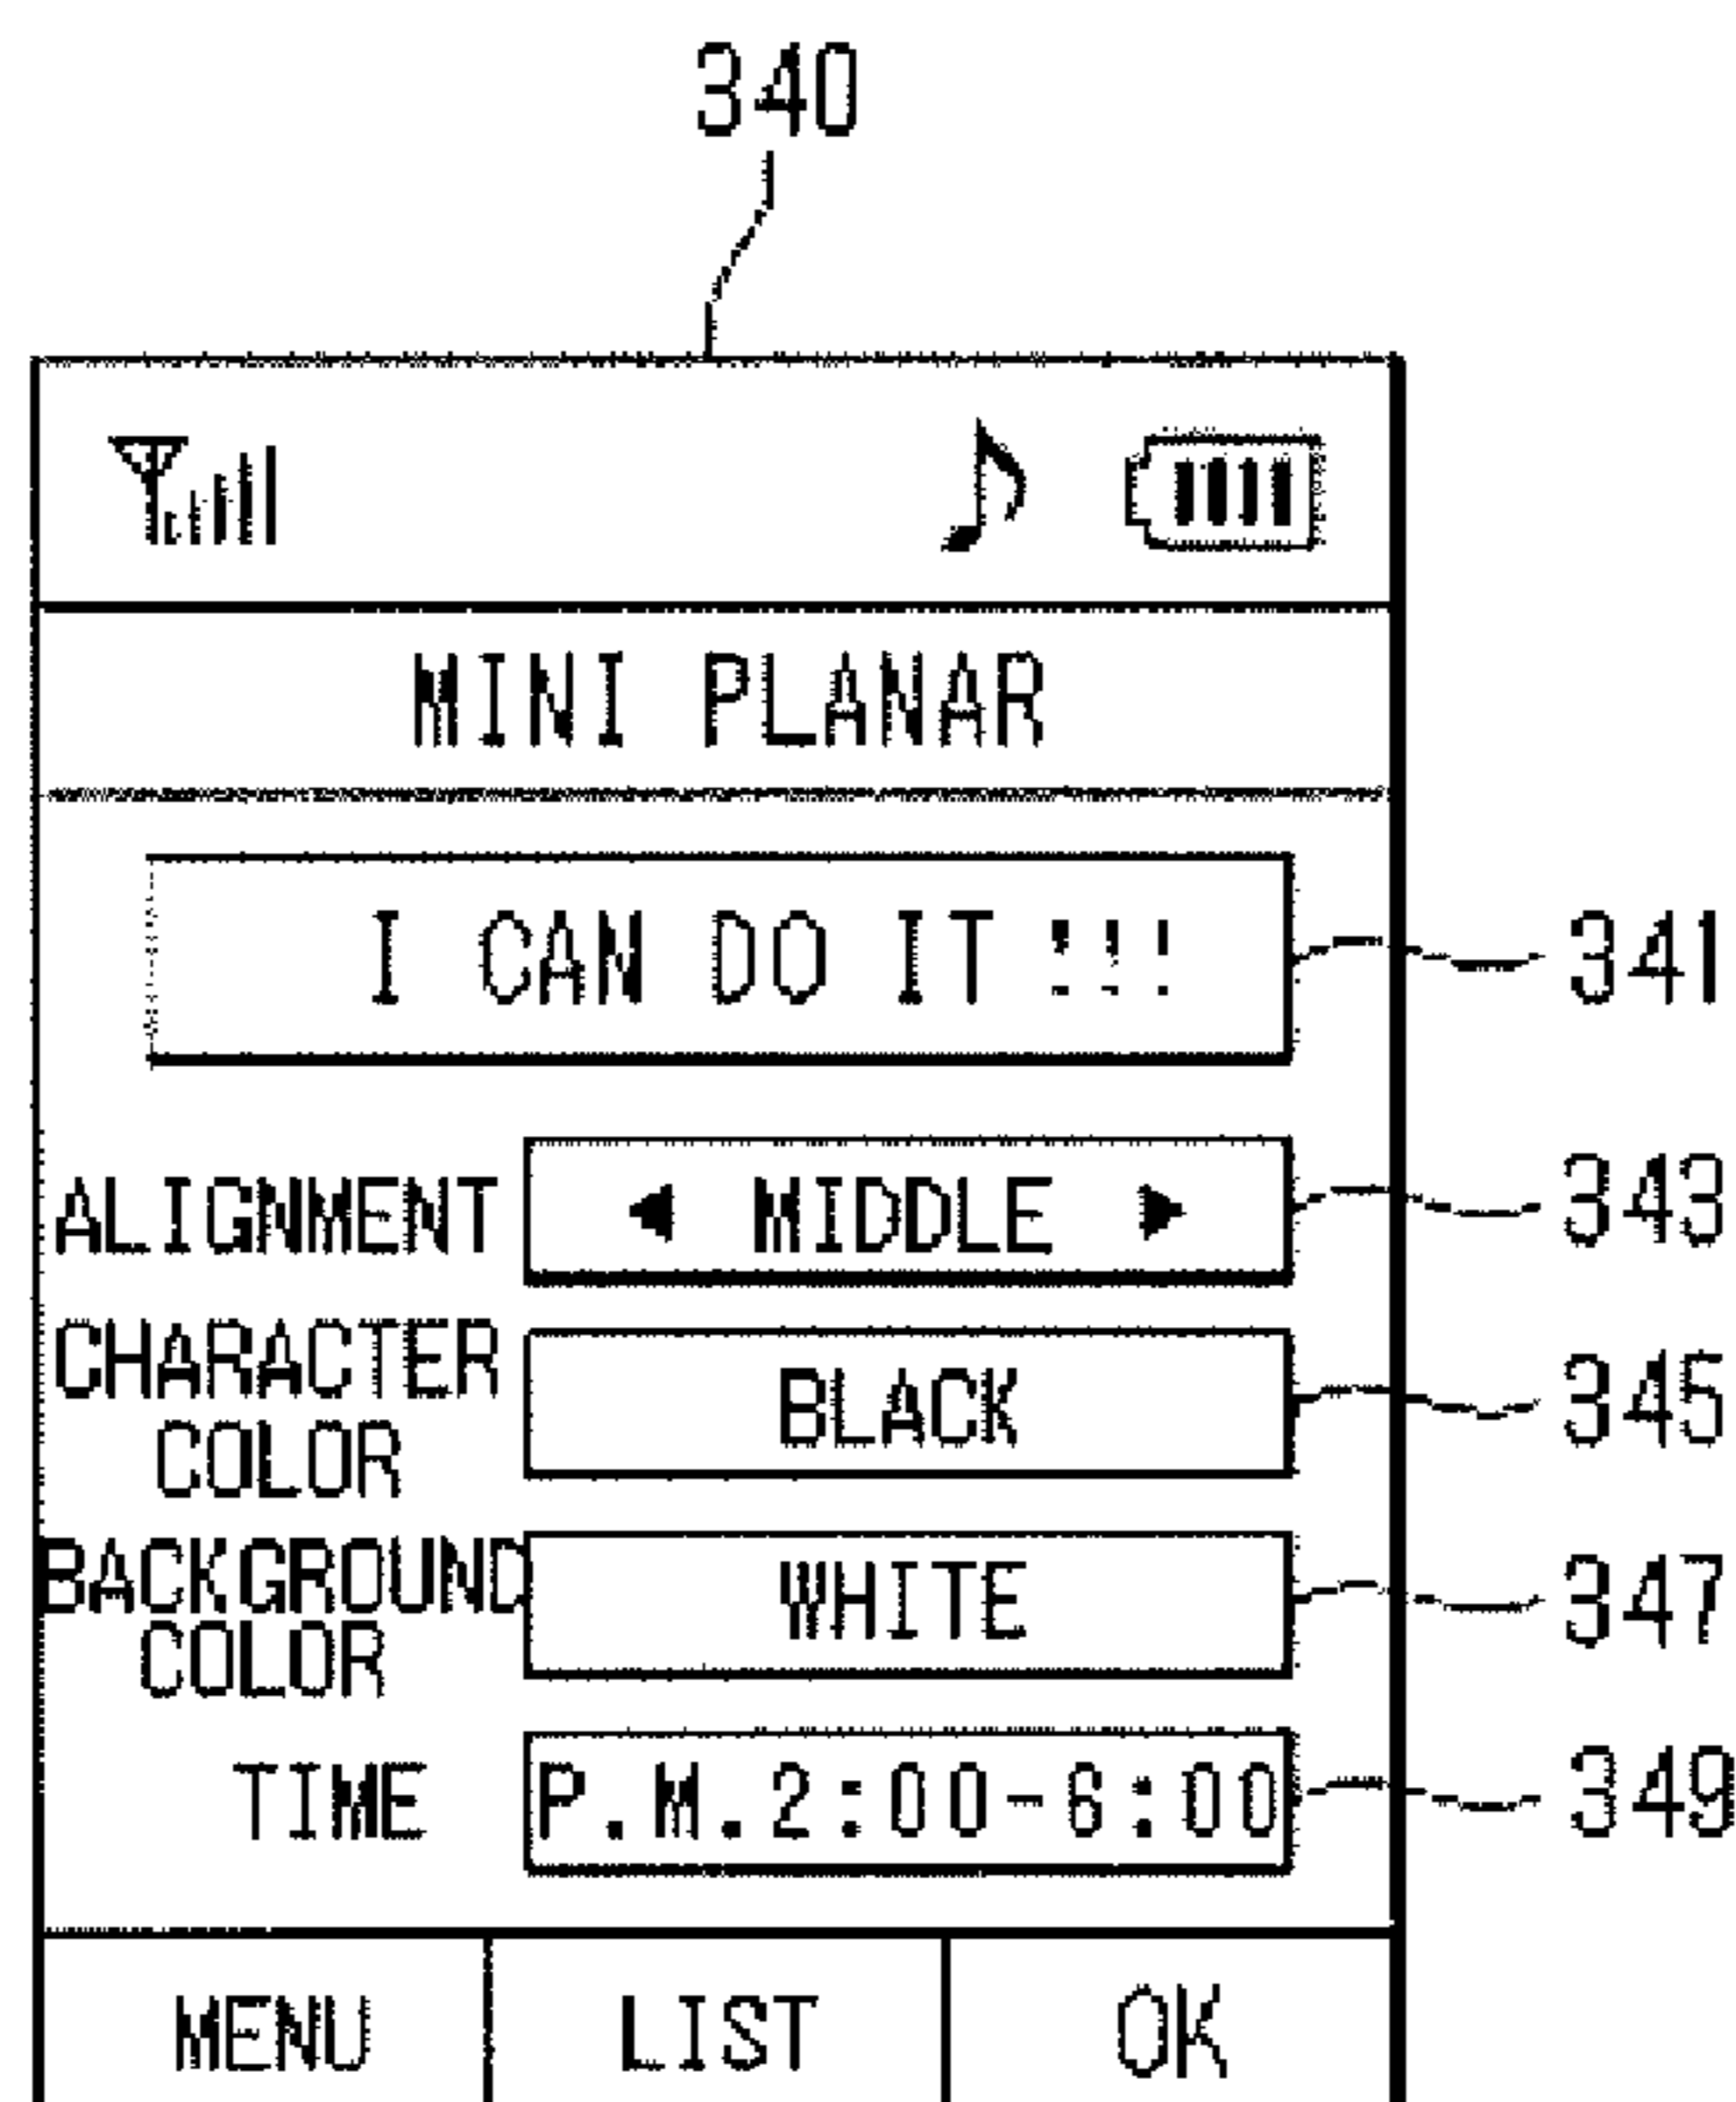 340
MINI PLANAR
I CAN DO IT !!! 341
ALIGNMENT ◀ MIDDLE ▶ 343
CHARACTER COLOR BLACK 345
BACKGROUND COLOR WHITE 347
TIME P.M.2:00-6:00 349
MENU LIST OK